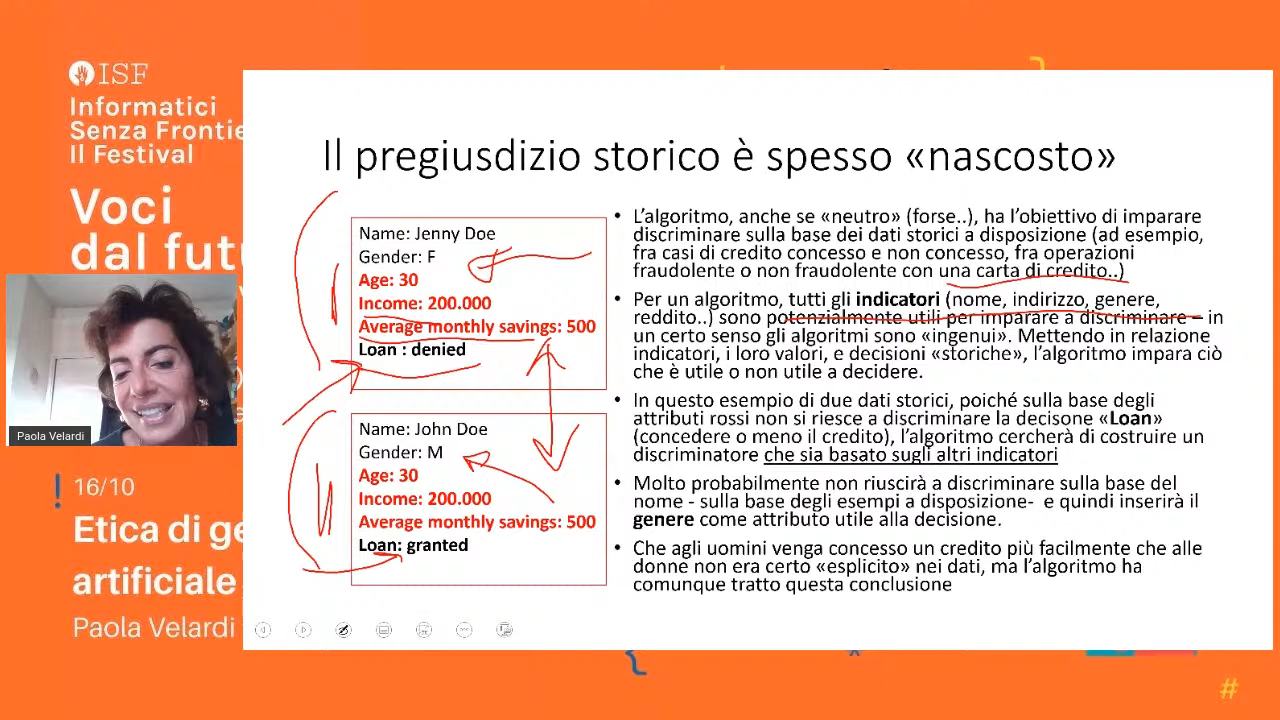 ISF
Informatici
Senza Frontie
Il Festival
Voci
dal futu
Paola Velardi
16/10
Etica di ge
artificiale
Paola Velardi
Il pregiusdizio storico è spesso «nascosto»
Name: Jenny Doe
Gender: F
Age: 30
Income: 200.000
Average monthly savings: 500
Loan : denied
Name: John Doe
Gender: M
Age: 30
Income: 200.000
Average monthly savings: 500
Loan: granted
• L'algoritmo, anche se «neutro» (forse..), ha l'obiettivo di imparare
discriminare sulla base dei dati storici a disposizione (ad esempio,
fra casi di credito concesso e non concesso, fra operazioni
fraudolente o non fraudolente con una carta di credito..)
• Per un algoritmo, tutti gli indicatori (nome, indirizzo, genere,
reddito..) sono potenzialmente utili per imparare a discriminare – in
un certo senso gli algoritmi sono «ingenui». Mettendo in relazione
indicatori, i loro valori, e decisioni «storiche», l'algoritmo impara ciò
che è utile o non utile a decidere.
• In questo esempio di due dati storici, poiché sulla base degli
attributi rossi non si riesce a discriminare la decisone «Loan»
(concedere o meno il credito), l'algoritmo cercherà di costruire un
discriminatore che sia basato sugli altri indicatori
• Molto probabilmente non riuscirà a discriminare sulla base del
nome - sulla base degli esempi a disposizione- e quindi inserirà il
genere come attributo utile alla decisione.
• Che agli uomini venga concesso un credito più facilmente che alle
donne non era certo «esplicito» nei dati, ma l'algoritmo ha
comunque tratto questa conclusione
#